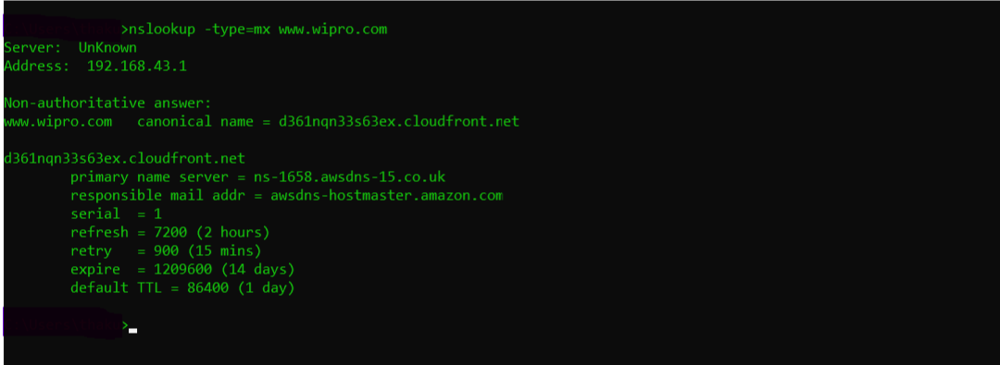 >nslookup -type=mx www.wipro.com
Server:  UnKnown
Address:  192.168.43.1
Non-authoritative answer:
www.wipro.com   canonical name = d361nqn33s63ex.cloudfront.net
d361nqn33s63ex.cloudfront.net
        primary name server = ns-1658.awsdns-15.co.uk
        responsible mail addr = awsdns-hostmaster.amazon.com
        serial  = 1
        refresh = 7200 (2 hours)
        retry   = 900 (15 mins)
        expire  = 1209600 (14 days)
        default TTL = 86400 (1 day)
>